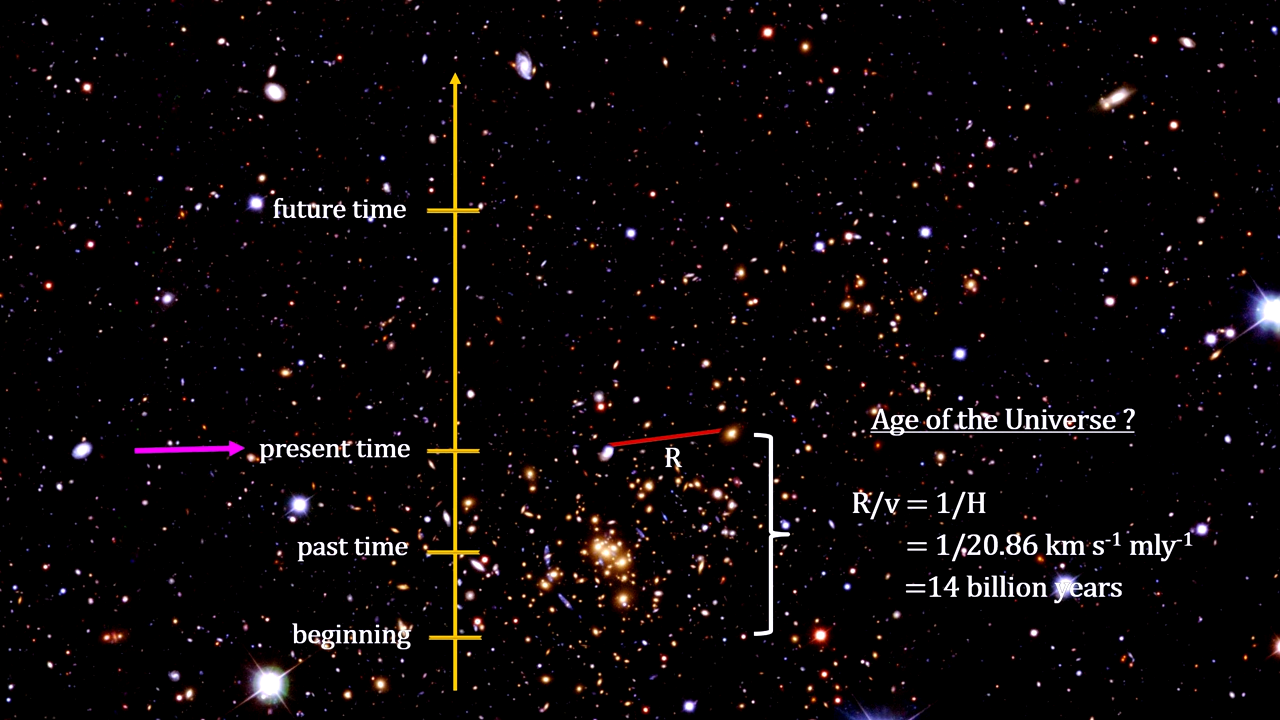 future time
present time
past time
beginning
R
Age of the Universe ?
R/v = 1/H
= 1/20.86 km s⁻¹ mly⁻¹
=14 billion years